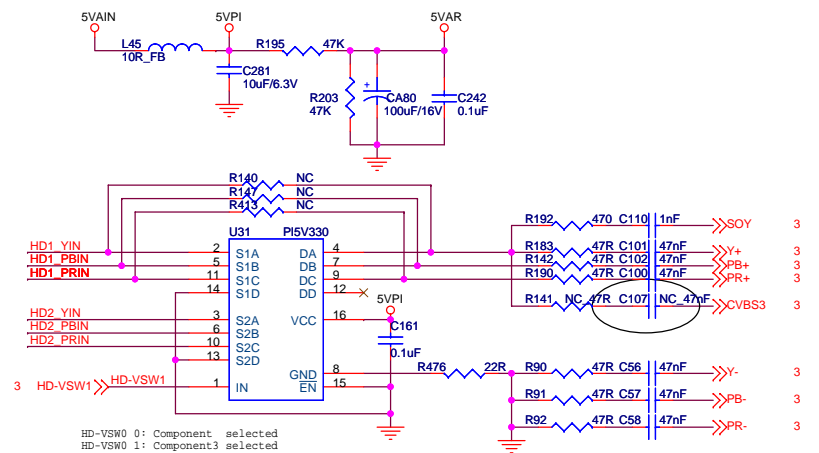 5VAIN 5VPI 5VAR
L45 R195 47K
10R_FB
C281
10uF/6.3V
R203 CA80 C242
47K 100uF/16V 0.1uF
+
R140 NC
R147 NC
R413 NC
U31 PI5V330
R192 470 C110 1nF SOY 3
HD1_YIN 2 S1A DA 4 R183 47R C101 47nF Y+ 3
HD1_PBIN 5 S1B DB 7 R142 47R C102 47nF PB+ 3
HD1_PRIN 11 S1C DC 9 R190 47R C100 47nF PR+ 3
14 S1D DD 12
5VPI
R141 NC_47R C107 NC_47nF CVBS3 3
HD2_YIN 3 S2A VCC 16 C161
HD2_PBIN 6 S2B
HD2_PRIN 10 S2C 0.1uF
13 S2D
GND 8 R476 22R R90 47R C56 47nF Y- 3
3 HD-VSW1 HD-VSW1 1 IN EN 15
R91 47R C57 47nF PB- 3
R92 47R C58 47nF PR- 3
HD-VSW0 0: Component selected
HD-VSW0 1: Component3 selected